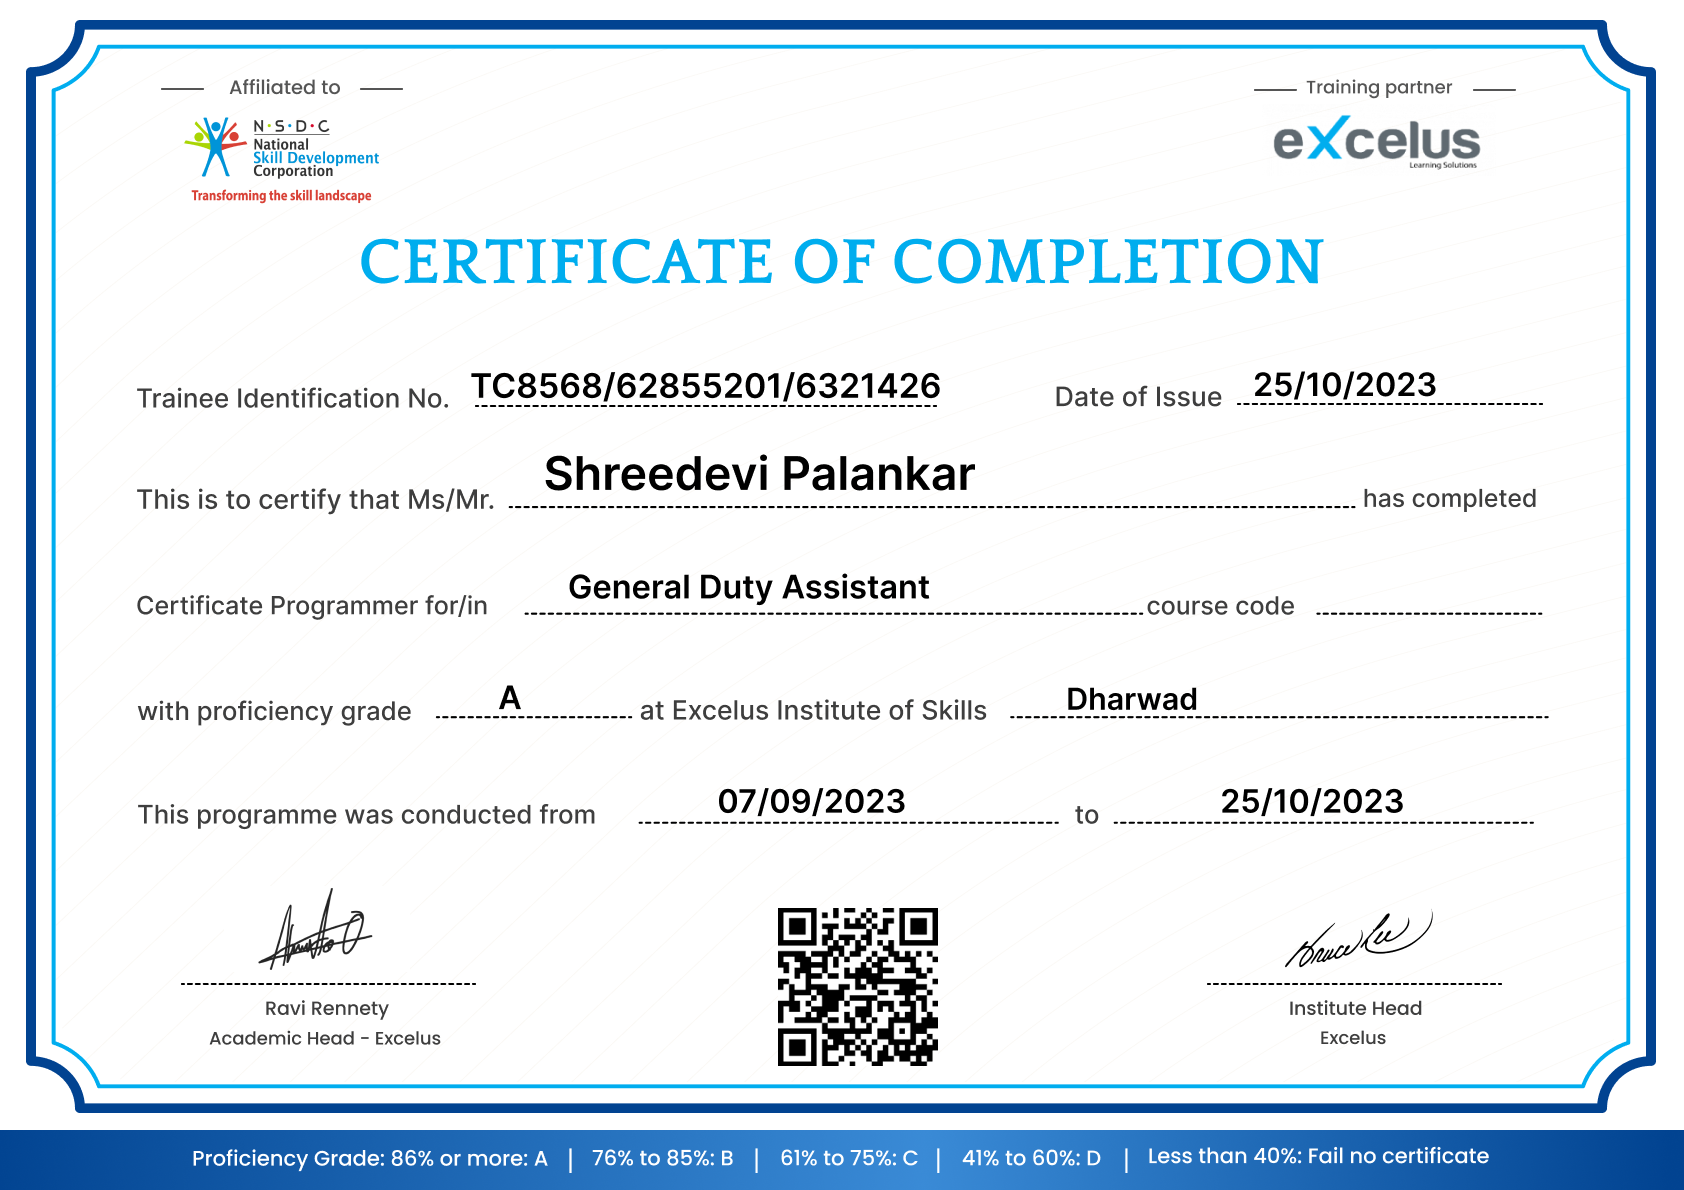 Affiliated to
Training partner
N·S·D·C
National
Skill Development
Corporation
Transforming the skill landscape
eXcelus
Learning Solutions
CERTIFICATE OF COMPLETION
Trainee Identification No. TC8568/62855201/6321426 Date of Issue 25/10/2023
This is to certify that Ms/Mr. Shreedevi Palankar has completed
Certificate Programmer for/in General Duty Assistant course code
with proficiency grade A at Excelus Institute of Skills Dharwad
This programme was conducted from 07/09/2023 to 25/10/2023
Bruce Lee
Ravi Rennety
Academic Head - Excelus
Institute Head
Excelus
Proficiency Grade: 86% or more: A | 76% to 85%: B | 61% to 75%: C | 41% to 60%: D | Less than 40%: Fail no certificate